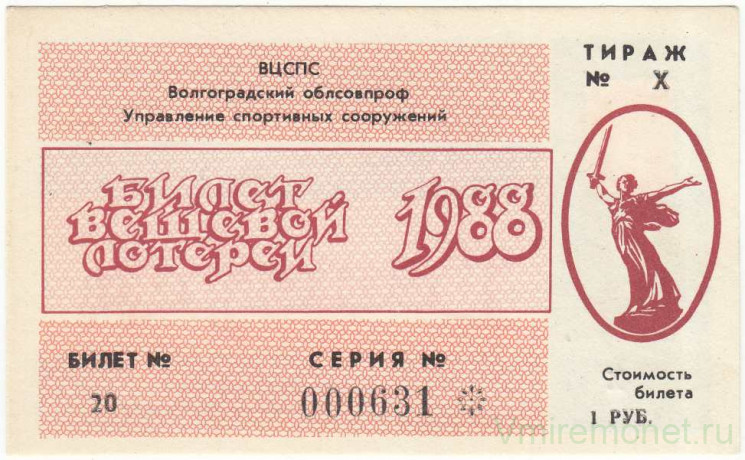 ВЦСПС
Волгоградский облсовпроф
Управление спортивных сооружений
БИЛЕТ
ВЕЩЕВОЙ
ЛОТЕРЕИ
1988
БИЛЕТ №
20
СЕРИЯ №
000631 *
ТИРАЖ
№ X
Стоимость
билета
1 РУБ.
vmiremonet.ru